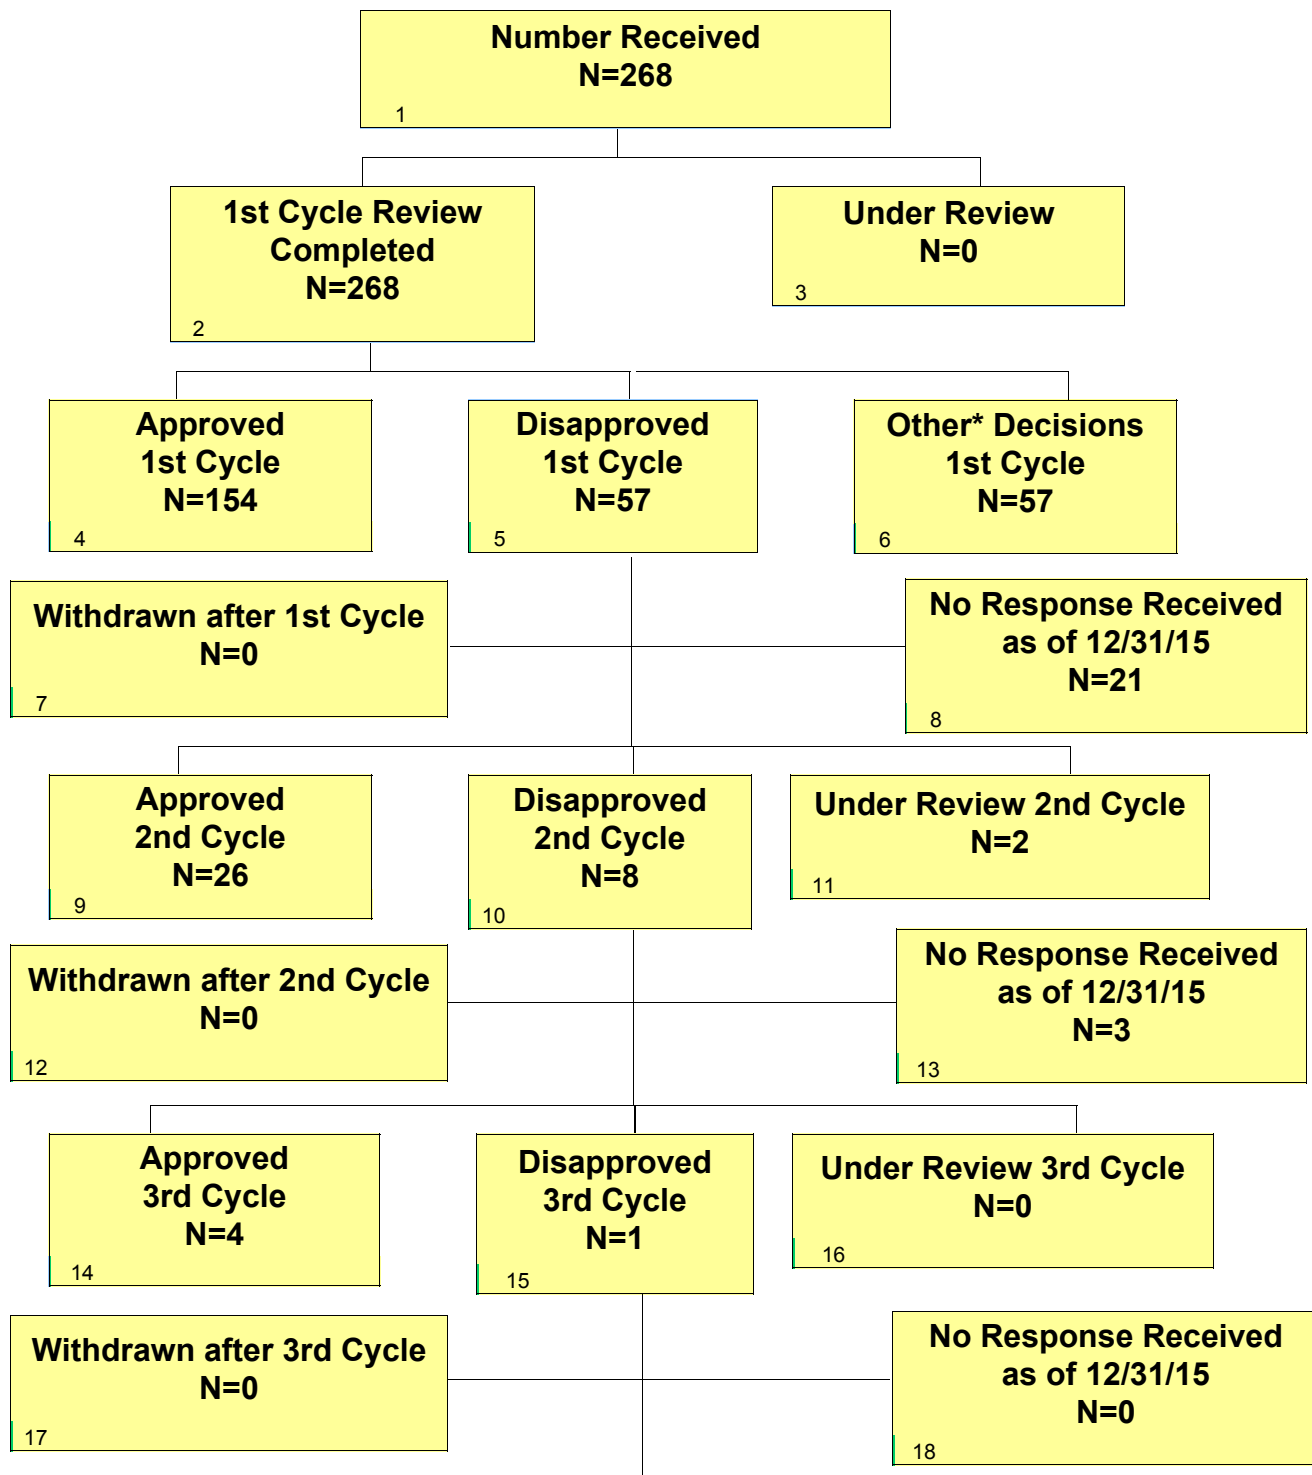 Number Received
N=268
1
1st Cycle Review
Completed
N=268
2
Under Review
N=0
3
Approved
1st Cycle
N=154
4
Disapproved
1st Cycle
N=57
5
Other* Decisions
1st Cycle
N=57
6
Withdrawn after 1st Cycle
N=0
7
No Response Received
as of 12/31/15
N=21
8
Approved
2nd Cycle
N=26
9
Disapproved
2nd Cycle
N=8
10
Under Review 2nd Cycle
N=2
11
Withdrawn after 2nd Cycle
N=0
12
No Response Received
as of 12/31/15
N=3
13
Approved
3rd Cycle
N=4
14
Disapproved
3rd Cycle
N=1
15
Under Review 3rd Cycle
N=0
16
Withdrawn after 3rd Cycle
N=0
17
No Response Received
as of 12/31/15
N=0
18